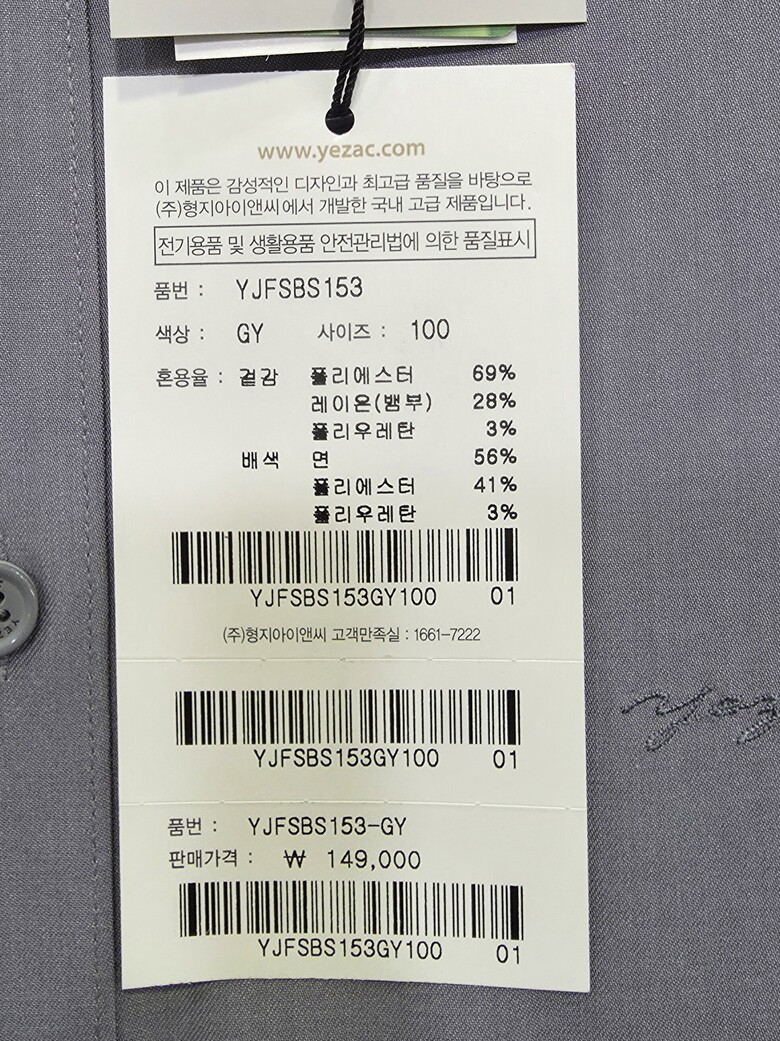 www.yezac.com
이 제품은 감성적인 디자인과 최고급 품질을 바탕으로
(주)형지아이앤씨에서 개발한 국내 고급 제품입니다.
전기용품 및 생활용품 안전관리법에 의한 품질표시
품번 : YJFSBS153
색상 : GY 사이즈 : 100
혼용율 : 겉감 폴리에스터 69%
레이온(뱀부) 28%
폴리우레탄 3%
배색 면 56%
폴리에스터 41%
폴리우레탄 3%
YJFSBS153GY100 01
(주)형지아이앤씨 고객만족실 : 1661-7222
YJFSBS153GY100 01
품번 : YJFSBS153-GY
판매가격 : ₩ 149,000
YJFSBS153GY100 01